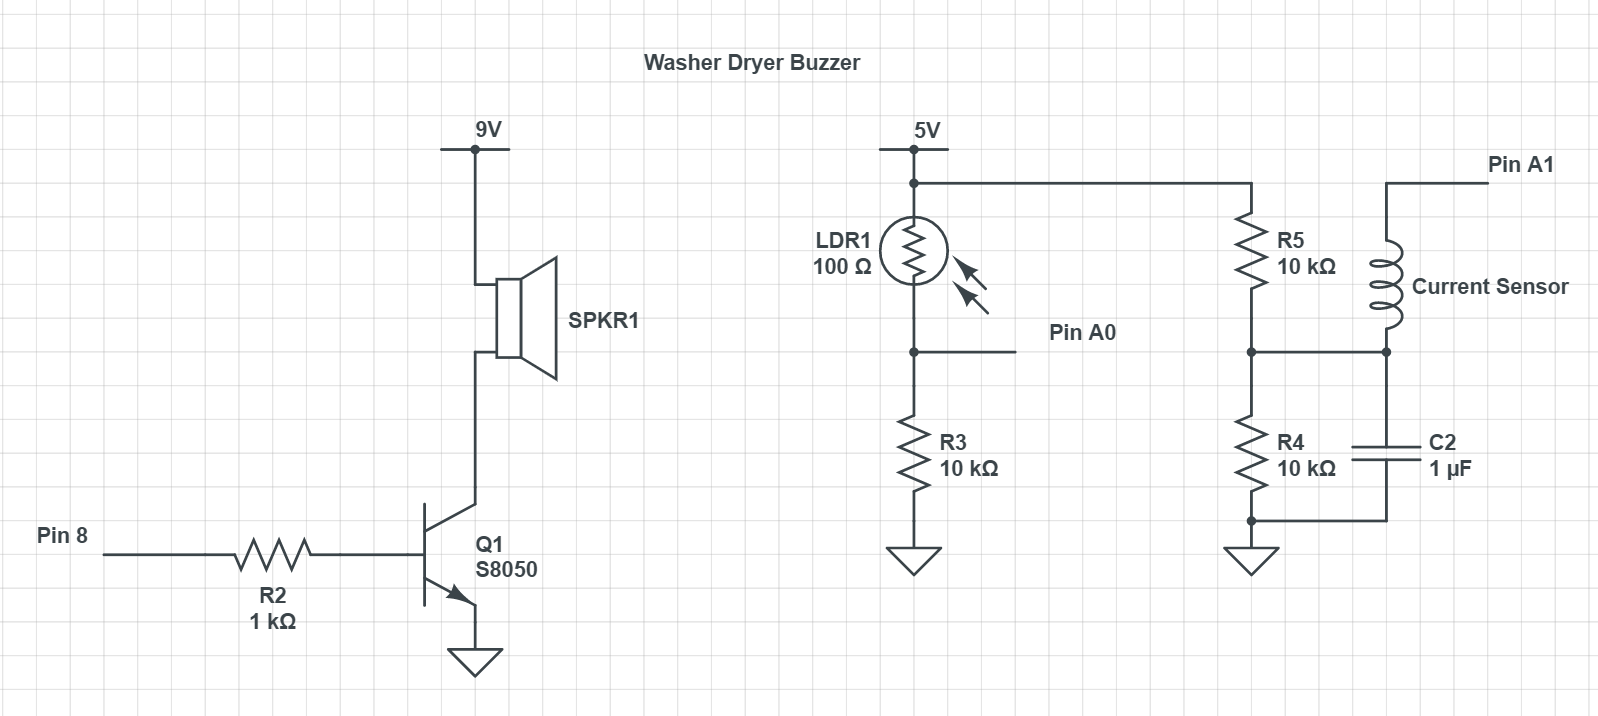 Washer Dryer Buzzer
9V
SPKR1
Pin 8
R2
1 kΩ
Q1
S8050
5V
LDR1
100 Ω
Pin A0
R3
10 kΩ
R5
10 kΩ
Pin A1
Current Sensor
R4
10 kΩ
C2
1 µF